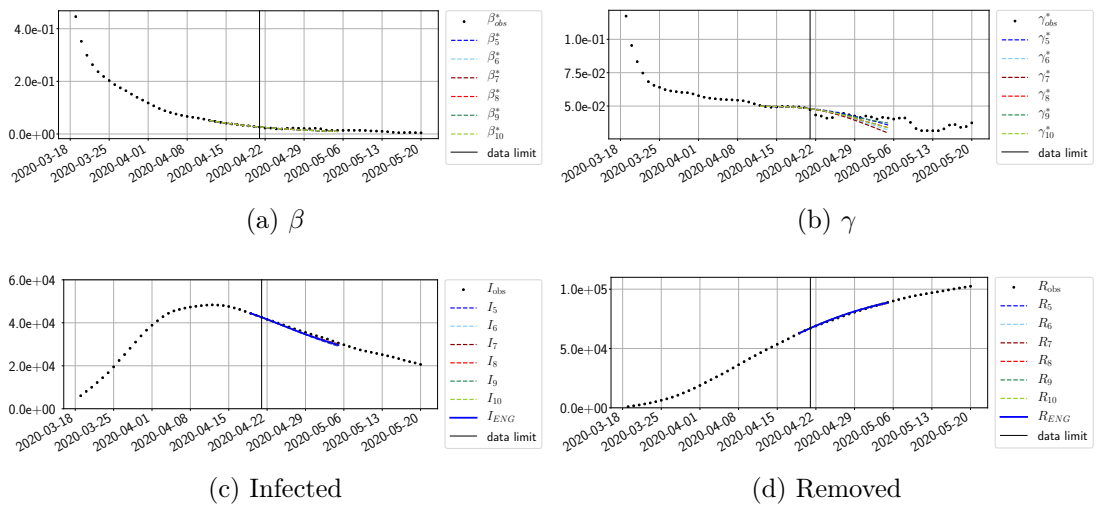 4.0e−01
2.0e−01
0.0e+00
2020-03-18
2020-03-25
2020-04-01
2020-04-08
2020-04-15
2020-04-22
2020-04-29
2020-05-06
2020-05-13
2020-05-20
β*obs
β*5
β*6
β*7
β*8
β*9
β*10
data limit
(a) β
1.0e−01
7.5e−02
5.0e−02
2020-03-18
2020-03-25
2020-04-01
2020-04-08
2020-04-15
2020-04-22
2020-04-29
2020-05-06
2020-05-13
2020-05-20
γ*obs
γ*5
γ*6
γ*7
γ*8
γ*9
γ*10
data limit
(b) γ
6.0e+04
4.0e+04
2.0e+04
0.0e+00
2020-03-18
2020-03-25
2020-04-01
2020-04-08
2020-04-15
2020-04-22
2020-04-29
2020-05-06
2020-05-13
2020-05-20
Iobs
I5
I6
I7
I8
I9
I10
IENG
data limit
(c) Infected
1.0e+05
5.0e+04
0.0e+00
2020-03-18
2020-03-25
2020-04-01
2020-04-08
2020-04-15
2020-04-22
2020-04-29
2020-05-06
2020-05-13
2020-05-20
Robs
R5
R6
R7
R8
R9
R10
RENG
data limit
(d) Removed